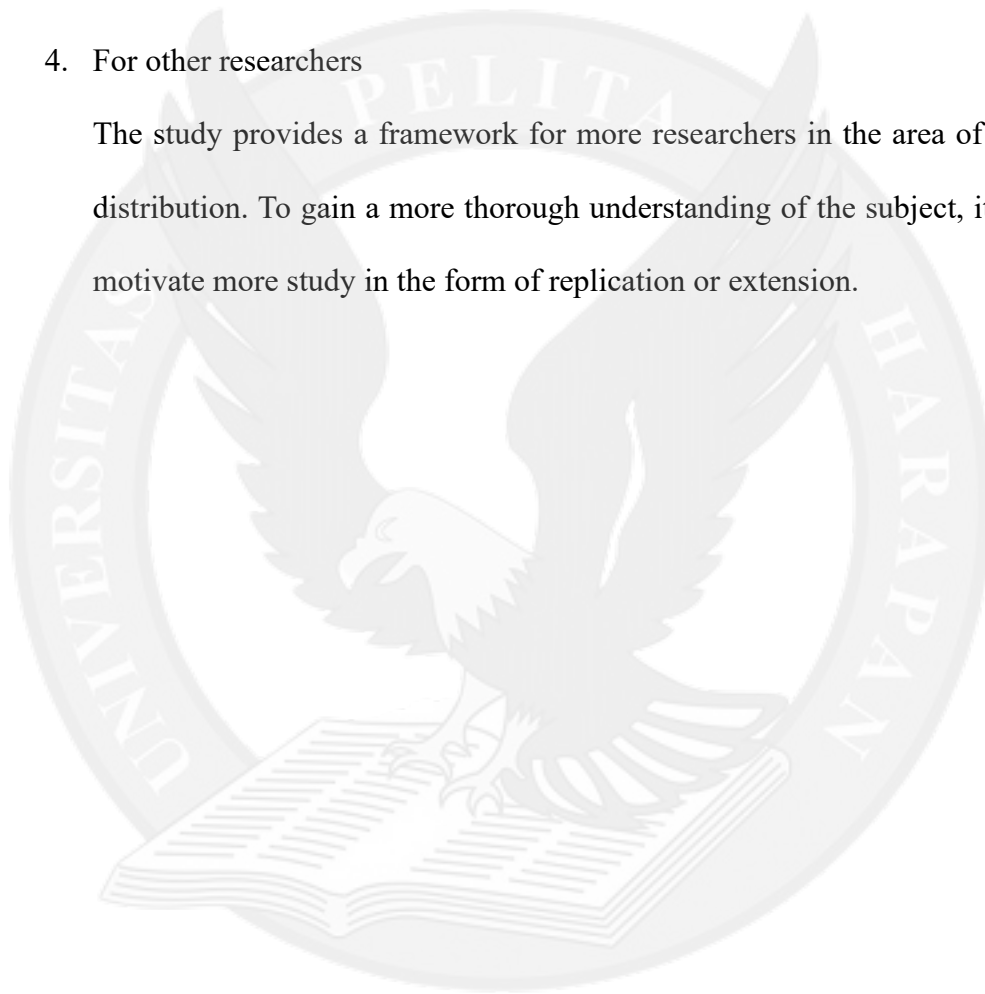 4. For other researchers
PELITA
The study provides a framework for more researchers in the area of
distribution. To gain a more thorough understanding of the subject,
motivate more study in the form of replication or extension.
UNIVERSITAS
HARAPAN